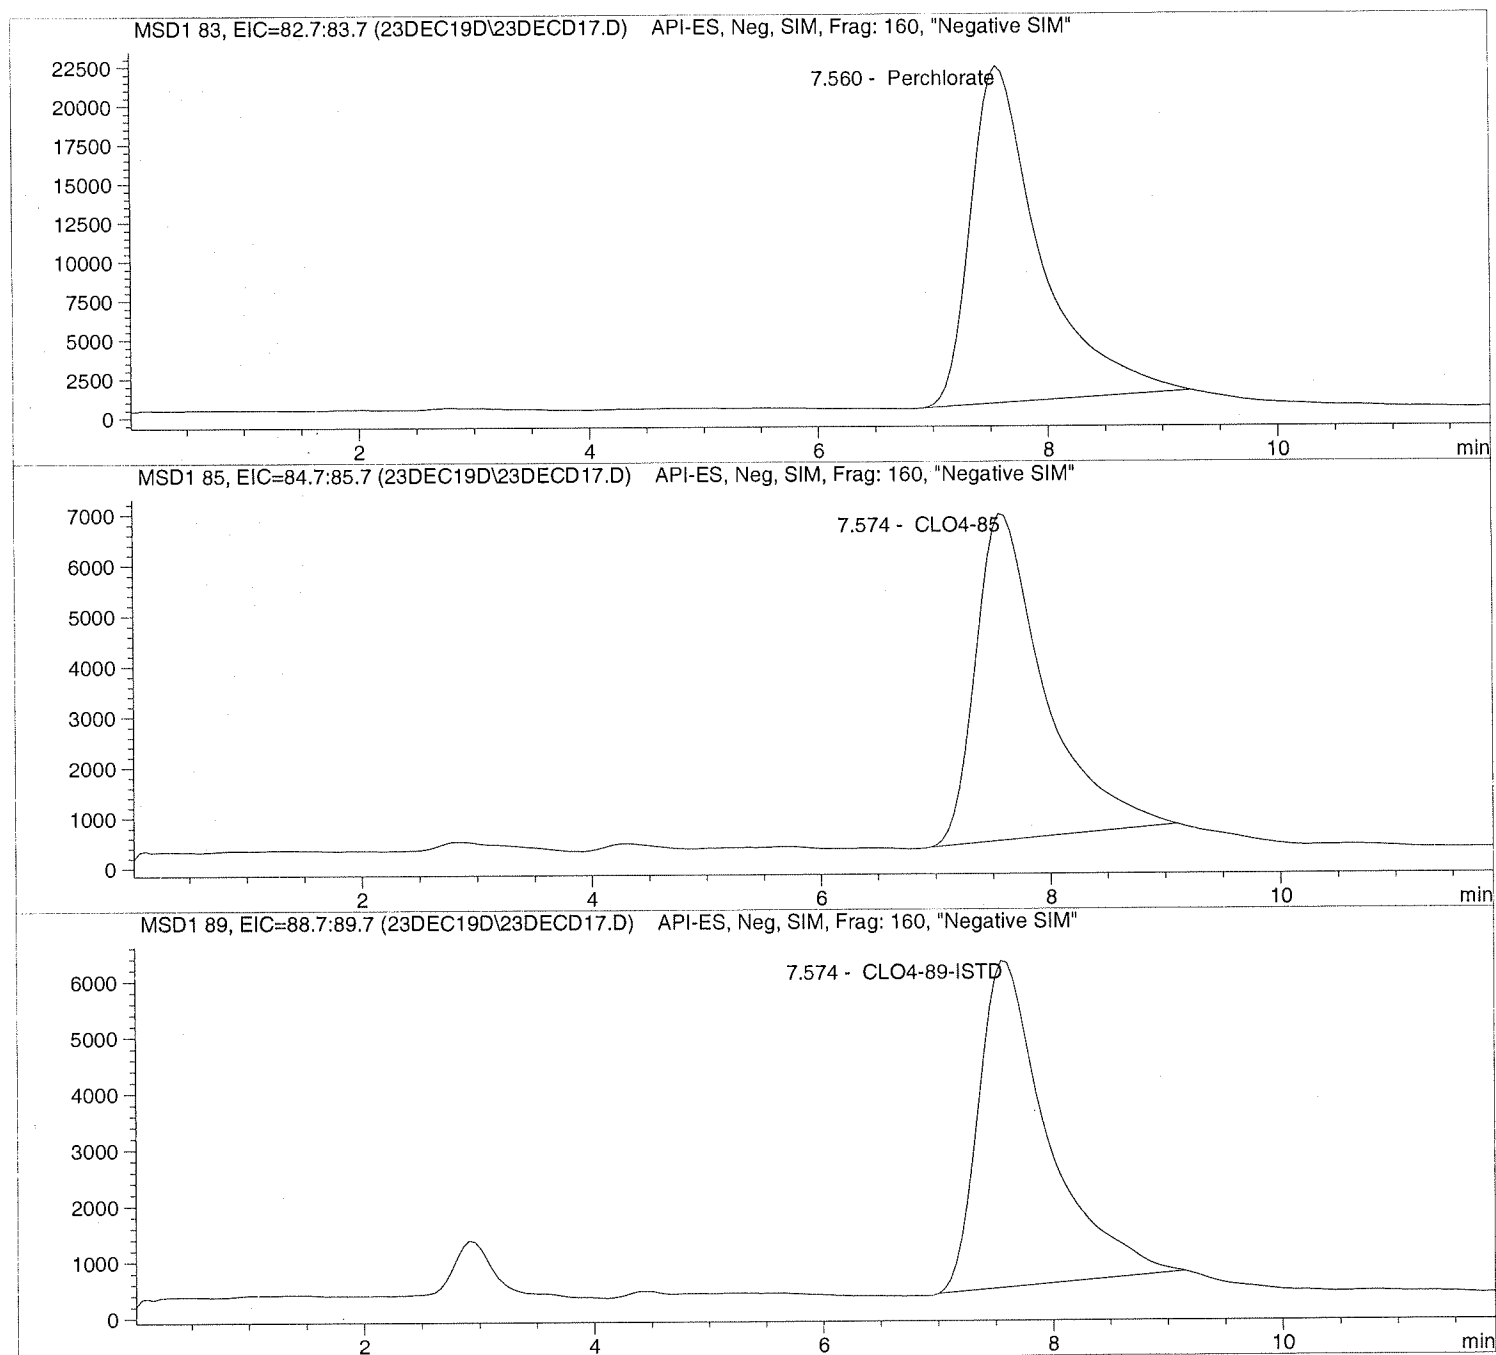 MSD1 83, EIC=82.7:83.7 (23DEC19D\23DECD17.D) API-ES, Neg, SIM, Frag: 160, "Negative SIM"
7.560 - Perchlorate
22500
20000
17500
15000
12500
10000
7500
5000
2500
0
2 4 6 8 10 min
MSD1 85, EIC=84.7:85.7 (23DEC19D\23DECD17.D) API-ES, Neg, SIM, Frag: 160, "Negative SIM"
7.574 - CLO4-85
7000
6000
5000
4000
3000
2000
1000
0
2 4 6 8 10 min
MSD1 89, EIC=88.7:89.7 (23DEC19D\23DECD17.D) API-ES, Neg, SIM, Frag: 160, "Negative SIM"
7.574 - CLO4-89-ISTD
6000
5000
4000
3000
2000
1000
0
2 4 6 8 10 min